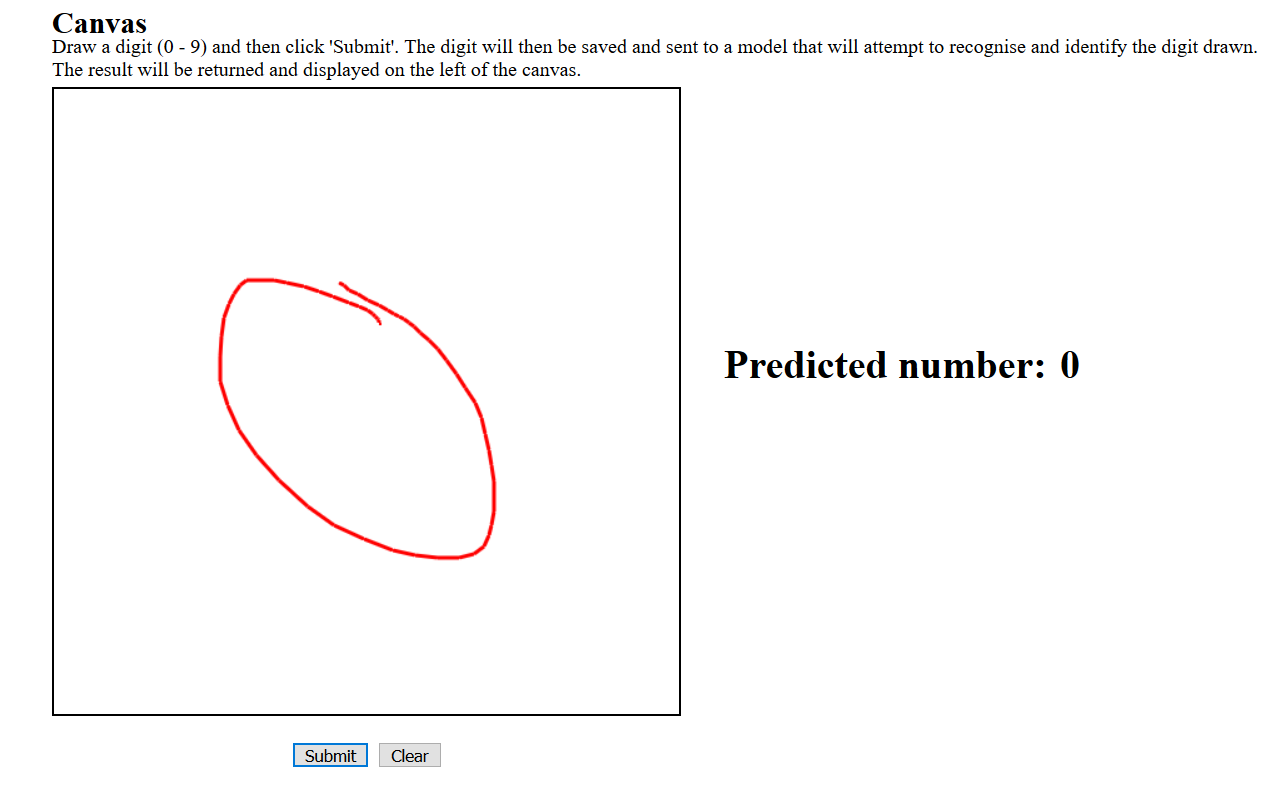 Canvas
Draw a digit (0 - 9) and then click 'Submit'. The digit will then be saved and sent to a model that will attempt to recognise and identify the digit drawn.
The result will be returned and displayed on the left of the canvas.
Predicted number: 0
Submit Clear